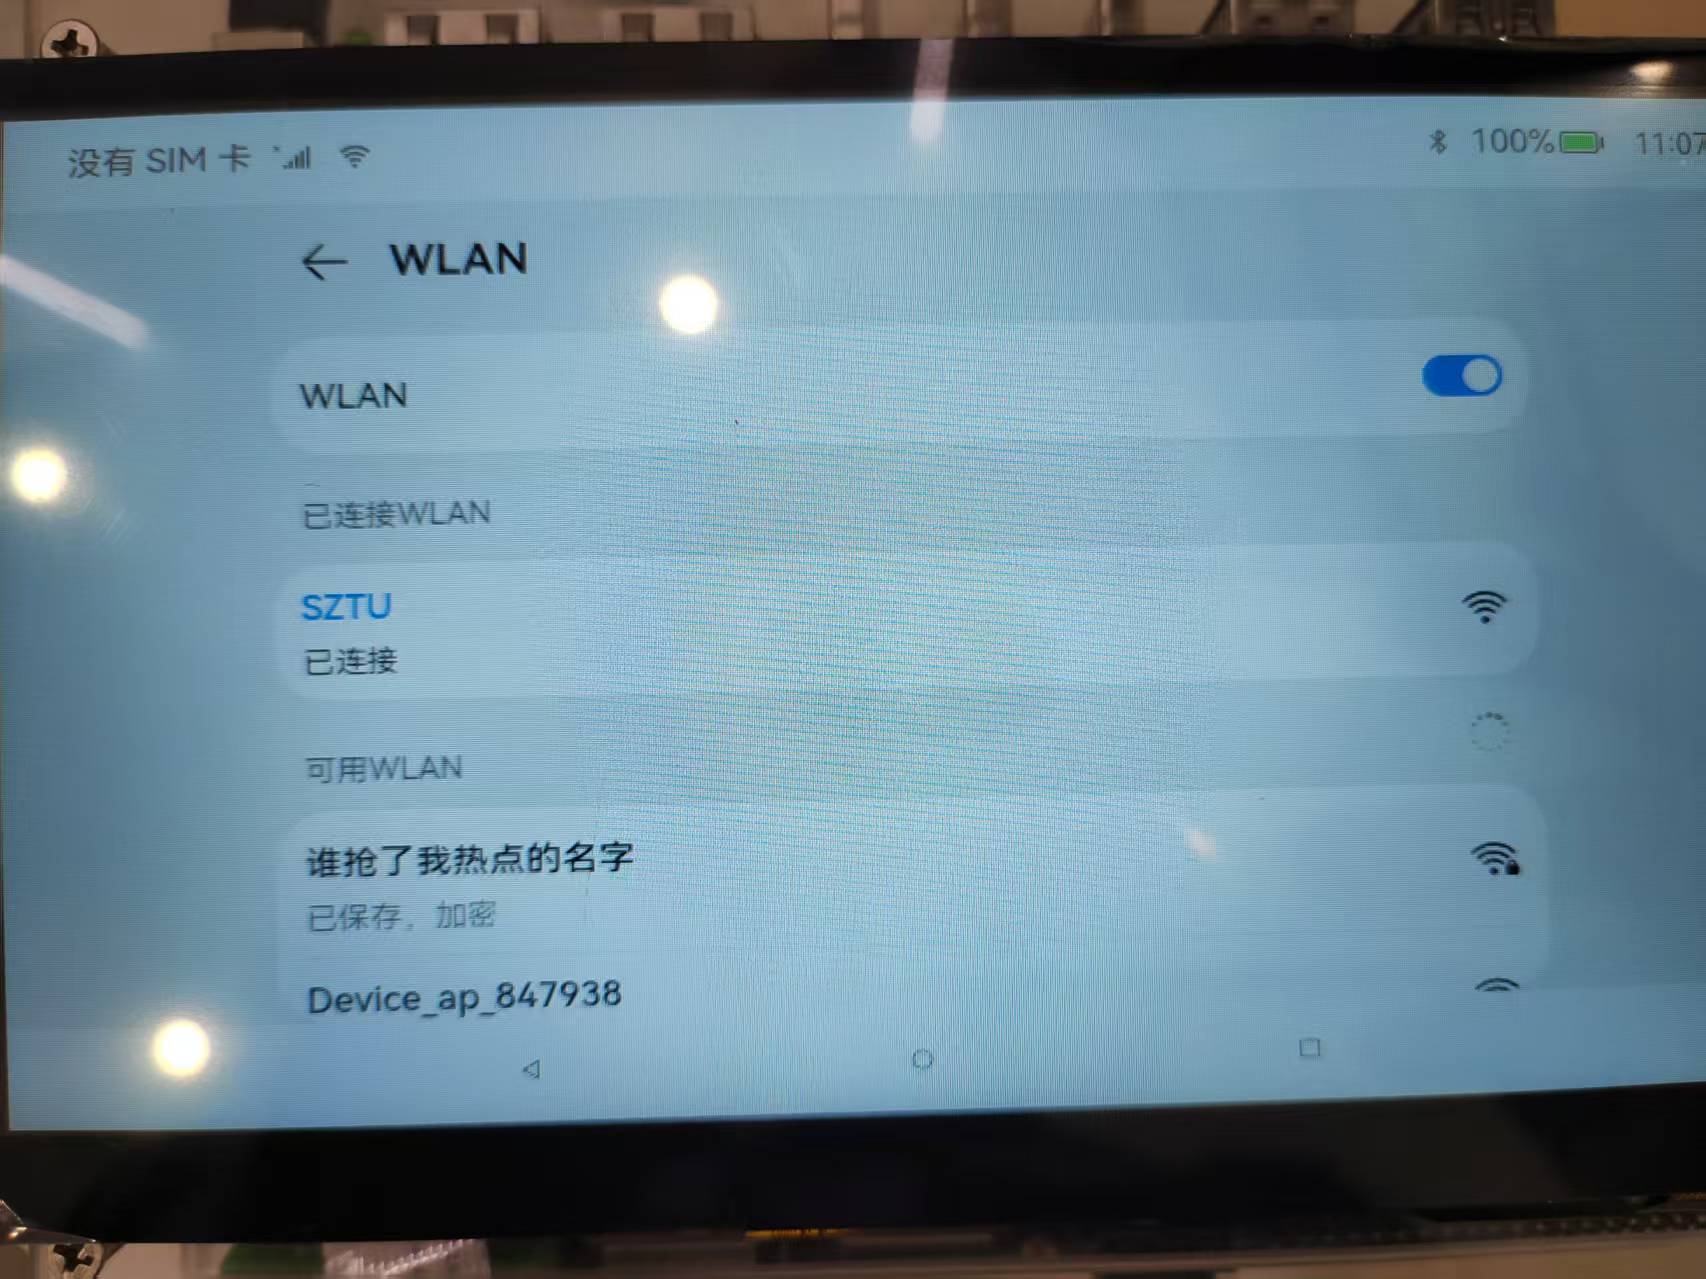 没有 SIM 卡
100%
11:07
WLAN
WLAN
已连接WLAN
SZTU
已连接
可用WLAN
谁抢了我热点的名字
已保存，加密
Device_ap_847938